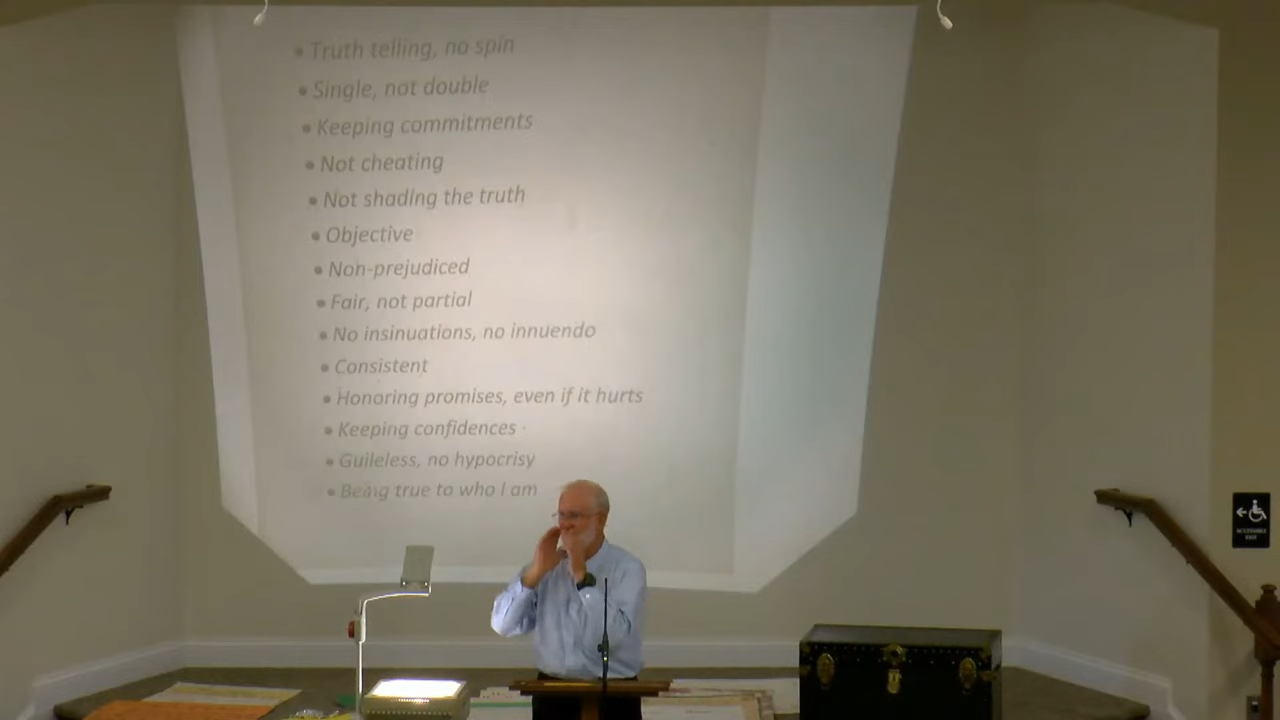 • Truth telling, no spin
• Single, not double
• Keeping commitments
• Not cheating
• Not shading the truth
• Objective
• Non-prejudiced
• Fair, not partial
• No insinuations, no innuendo
• Consistent
• Honoring promises, even if it hurts
• Keeping confidences
• Guileless, no hypocrisy
• Being true to who I am
ACCESSIBLE
EXIT